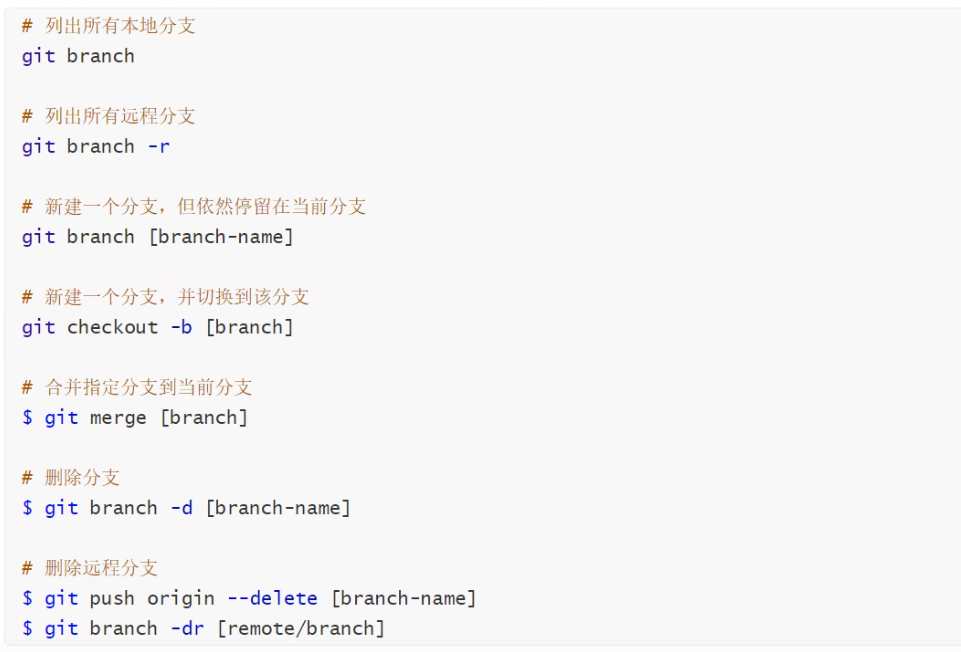 # 列出所有本地分支
git branch
# 列出所有远程分支
git branch -r
# 新建一个分支，但依然停留在当前分支
git branch [branch-name]
# 新建一个分支，并切换到该分支
git checkout -b [branch]
# 合并指定分支到当前分支
$ git merge [branch]
# 删除分支
$ git branch -d [branch-name]
# 删除远程分支
$ git push origin --delete [branch-name]
$ git branch -dr [remote/branch]